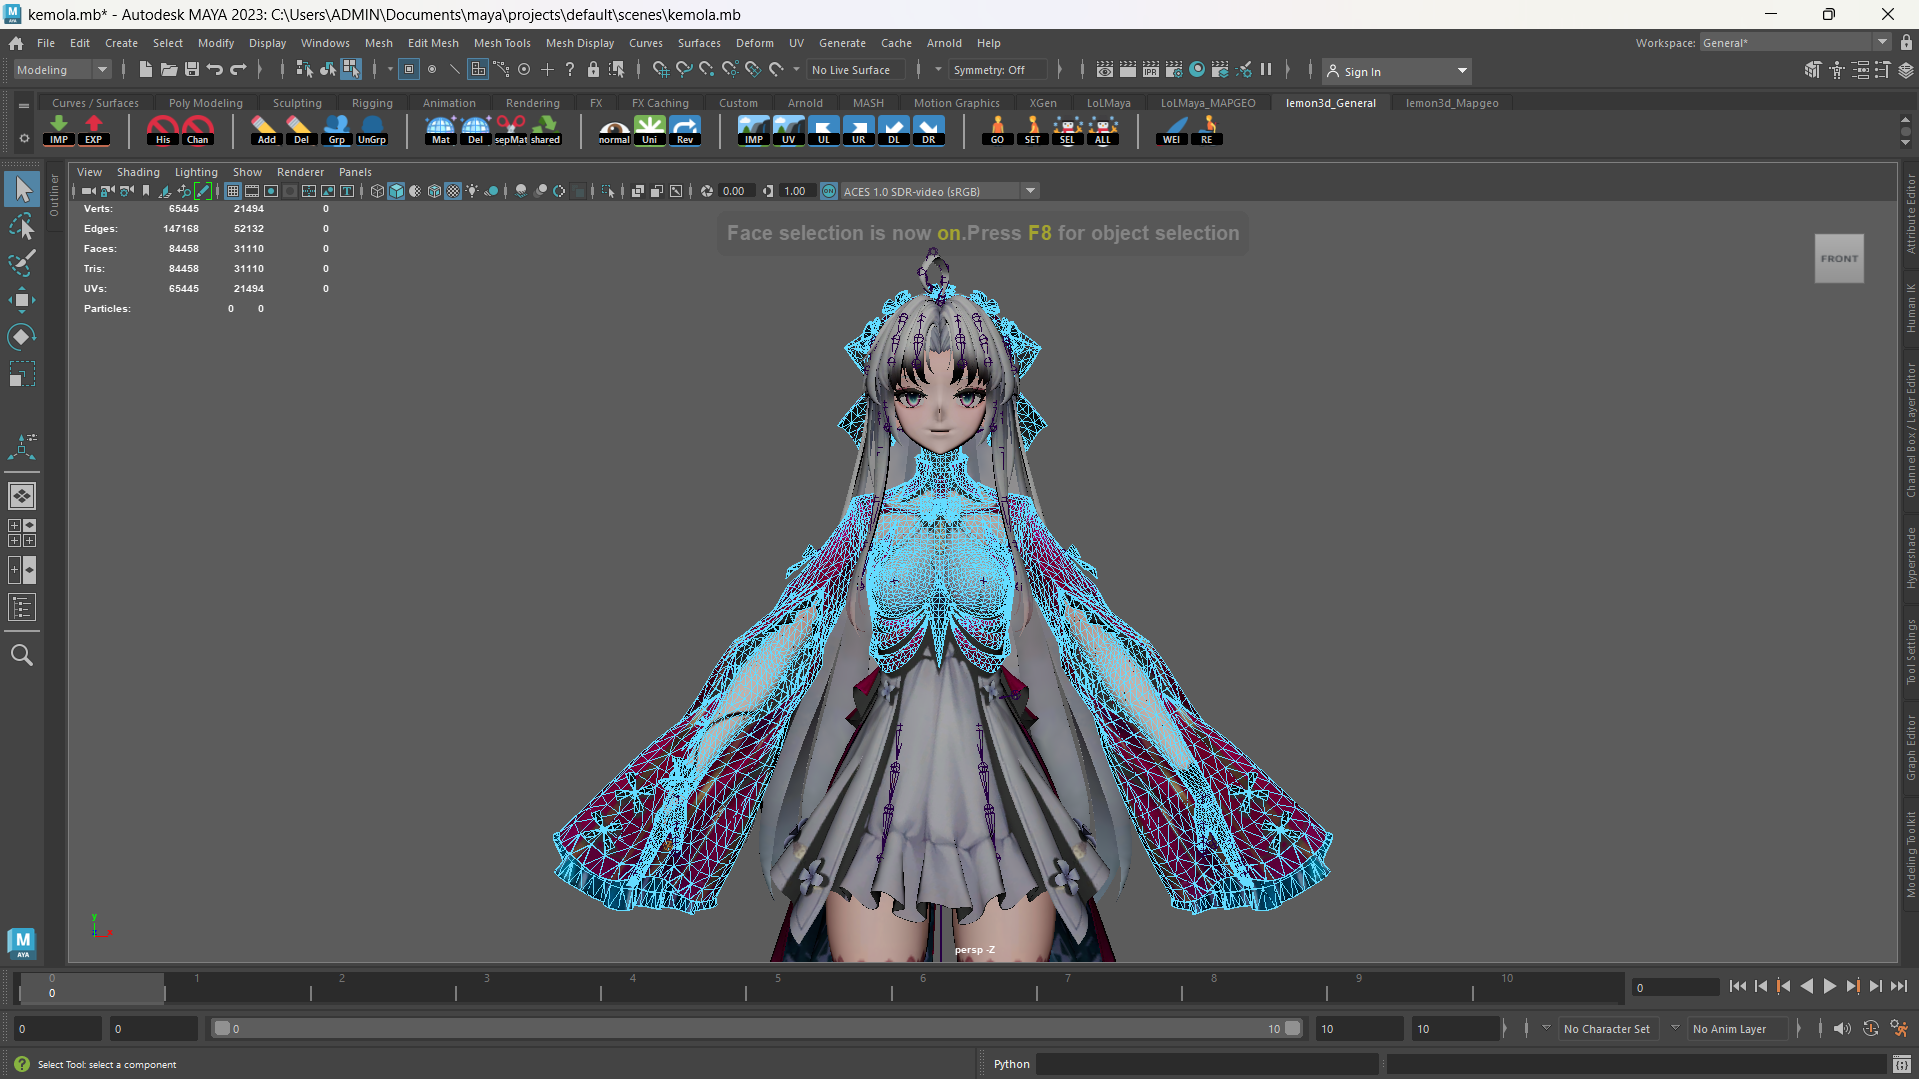 kemola.mb* - Autodesk MAYA 2023: C:\Users\ADMIN\Documents\maya\projects\default\scenes\kemola.mb
File Edit Create Select Modify Display Windows Mesh Edit Mesh Mesh Tools Mesh Display Curves Surfaces Deform UV Generate Cache Arnold Help
Workspace: General*
Modeling
No Live Surface
Symmetry: Off
Sign In
Curves / Surfaces Poly Modeling Sculpting Rigging Animation Rendering FX FX Caching Custom Arnold MASH Motion Graphics XGen LoLMaya LoLMaya_MAPGEO lemon3d_General lemon3d_Mapgeo
IMP EXP His Chan Add Del Grp UnGrp Mat Del sepMat shared normal Uni Rev IMP UV UL UR DL DR GO SET SEL ALL WEI RE
View Shading Lighting Show Renderer Panels
0.00 1.00 ON ACES 1.0 SDR-video (sRGB)
Outliner
Verts: 65445 21494 0
Edges: 147168 52132 0
Faces: 84458 31110 0
Tris: 84458 31110 0
UVs: 65445 21494 0
Particles: 0 0
Face selection is now on.Press F8 for object selection
FRONT
Attribute Editor
Human IK
Channel Box / Layer Editor
Hypershade
Tool Settings
Graph Editor
Modeling Toolkit
y
persp -Z
M
AYA
0 1 2 3 4 5 6 7 8 9 10
0
0
0 0 0 10 10 10 No Character Set No Anim Layer
Select Tool: select a component
Python